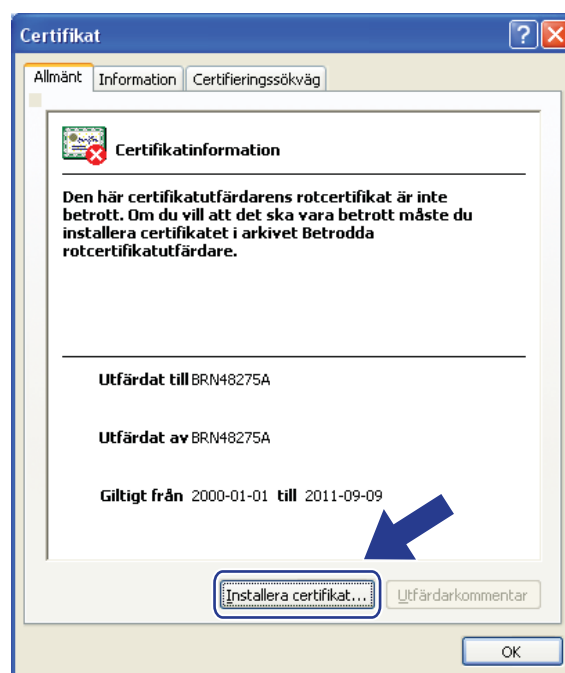 Certifikat
Allmänt Information Certifieringssökväg
Certifikatinformation
Den här certifikatutfärdarens rotcertifikat är inte
betrott. Om du vill att det ska vara betrott måste du
installera certifikatet i arkivet Betrodda
rotcertifikatutfärdare.
Utfärdat till BRN48275A
Utfärdat av BRN48275A
Giltigt från 2000-01-01 till 2011-09-09
Installera certifikat... Utfärdarkommentar
OK